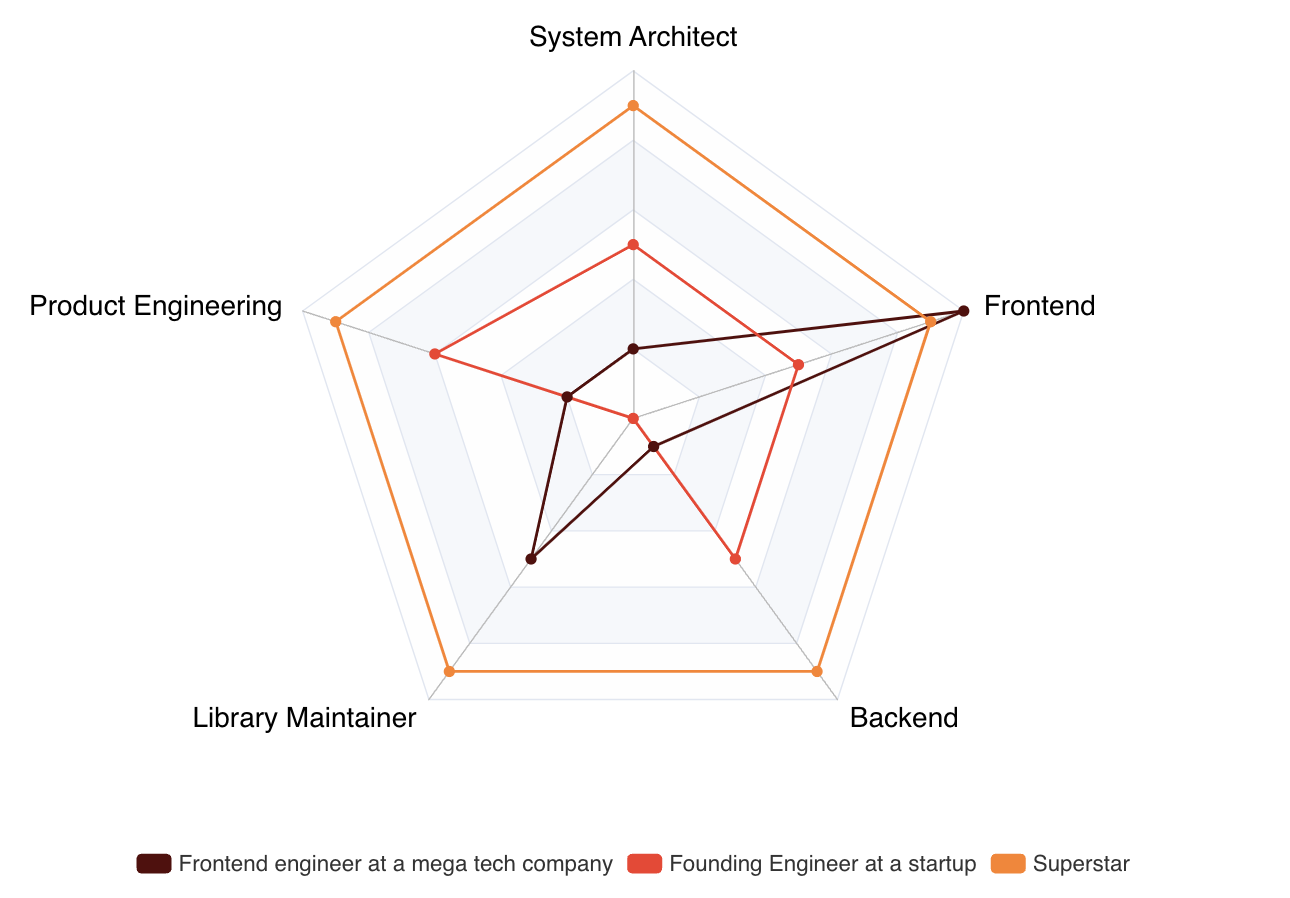 System Architect
Frontend
Product Engineering
Library Maintainer
Backend
Frontend engineer at a mega tech company
Founding Engineer at a startup
Superstar